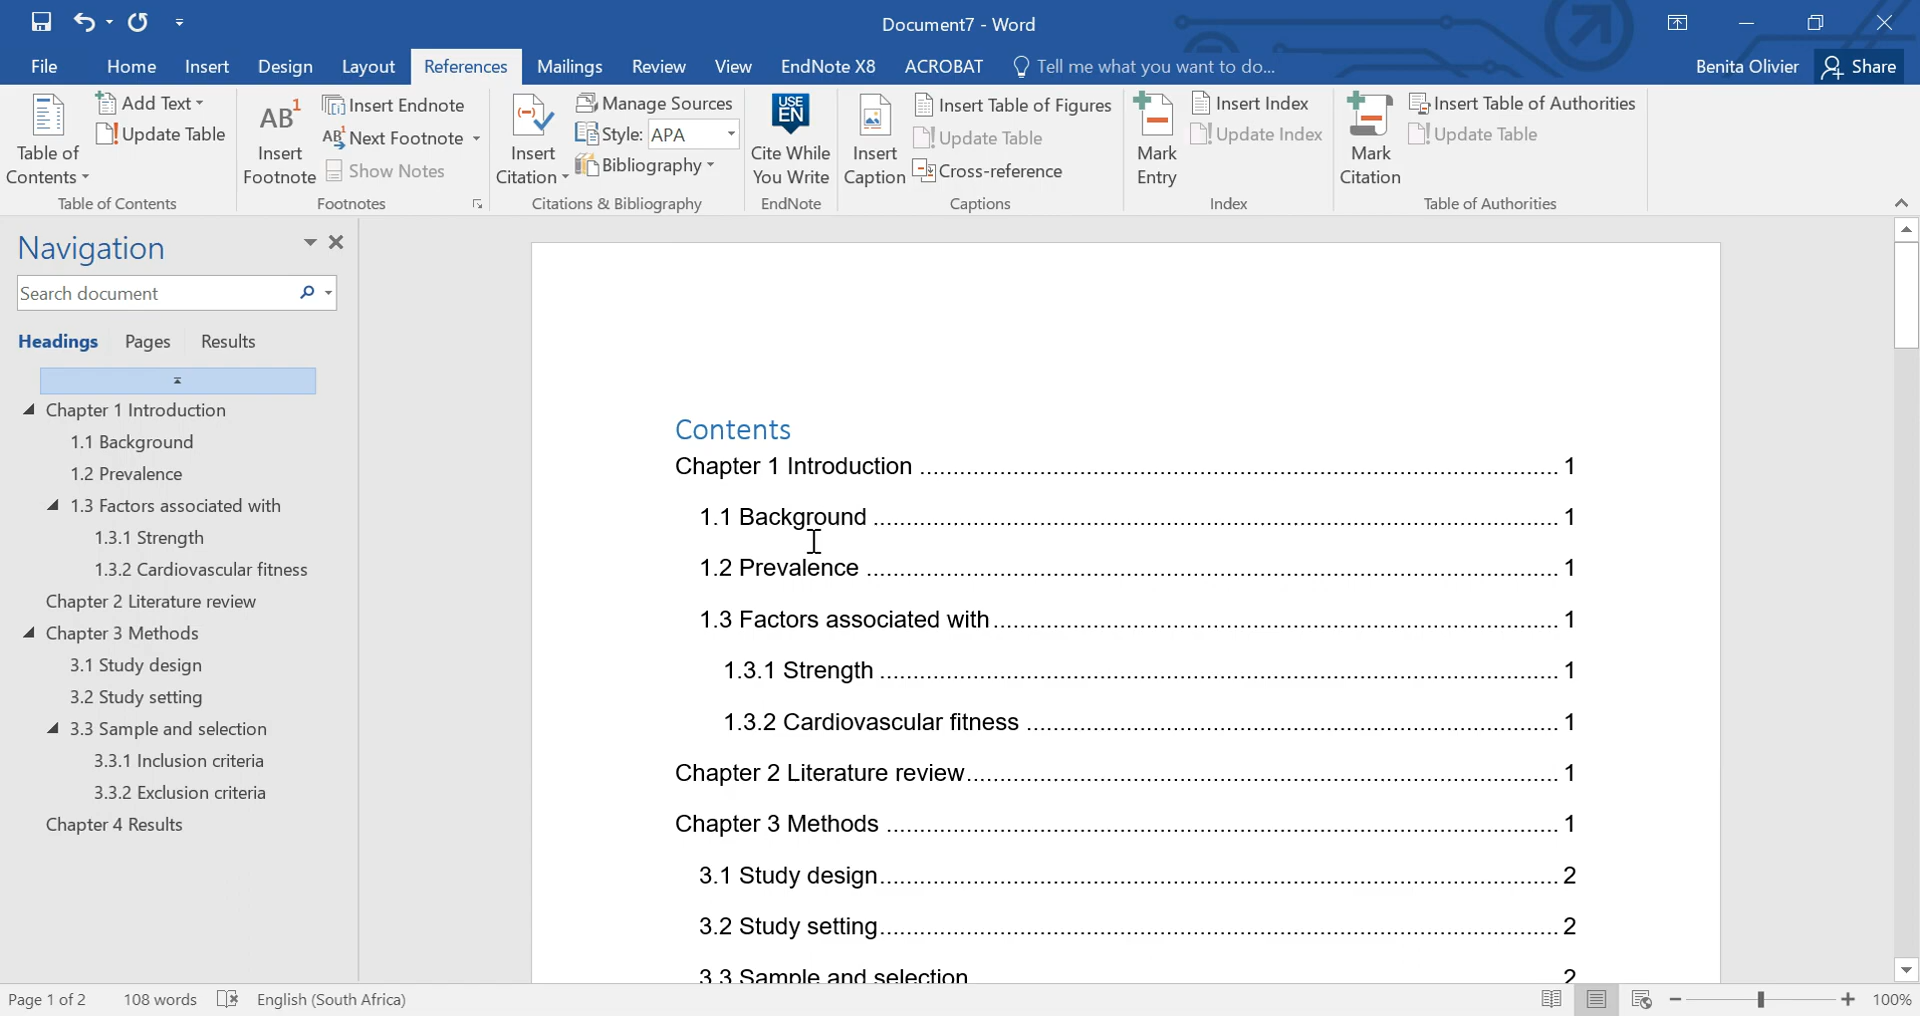 Document7 - Word
File Home Insert Design Layout References Mailings Review View EndNote X8 ACROBAT Tell me what you want to do... Benita Olivier Share
Table of Contents
Add Text
Update Table
Table of Contents
AB1
Insert Footnote
Insert Endnote
AB1 Next Footnote
Show Notes
Footnotes
Insert Citation
Manage Sources
Style: APA
Bibliography
Citations & Bibliography
USE EN
Cite While You Write
EndNote
Insert Caption
Insert Table of Figures
Update Table
Cross-reference
Captions
Mark Entry
Insert Index
Update Index
Index
Mark Citation
Insert Table of Authorities
Update Table
Table of Authorities
Navigation
Search document
Headings Pages Results
Chapter 1 Introduction
1.1 Background
1.2 Prevalence
1.3 Factors associated with
1.3.1 Strength
1.3.2 Cardiovascular fitness
Chapter 2 Literature review
Chapter 3 Methods
3.1 Study design
3.2 Study setting
3.3 Sample and selection
3.3.1 Inclusion criteria
3.3.2 Exclusion criteria
Chapter 4 Results
Contents
Chapter 1 Introduction ........ 1
1.1 Background ........ 1
1.2 Prevalence ........ 1
1.3 Factors associated with ........ 1
1.3.1 Strength ........ 1
1.3.2 Cardiovascular fitness ........ 1
Chapter 2 Literature review ........ 1
Chapter 3 Methods ........ 1
3.1 Study design ........ 2
3.2 Study setting ........ 2
3.3 Sample and selection 2
Page 1 of 2 108 words English (South Africa) 100%